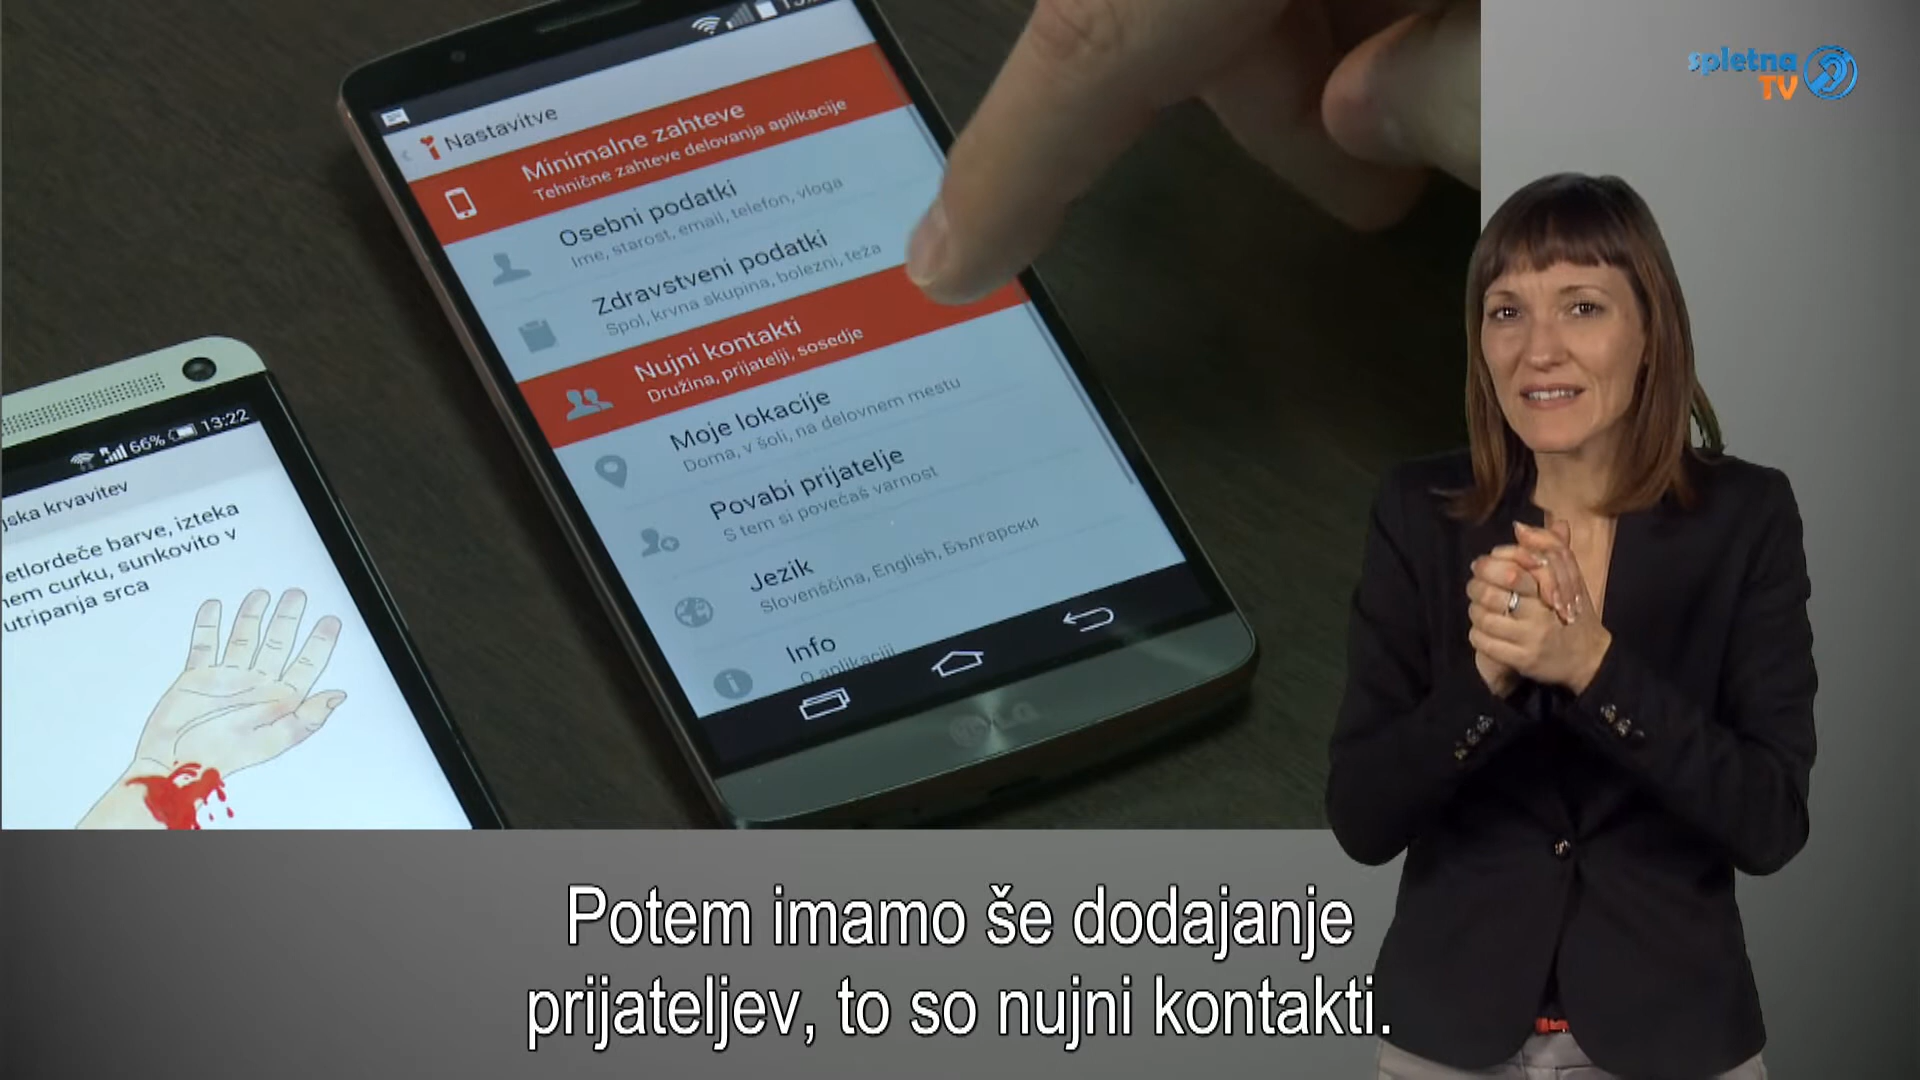 spletna
TV
13:22
66%
jska krvavitev
etlordeče barve, izteka
nem curku, sunkovito v
utripanja srca
Nastavitve
Minimalne zahteve
Tehnične zahteve delovanja aplikacije
Osebni podatki
Ime, starost, email, telefon, vloga
Zdravstveni podatki
Spol, krvna skupina, bolezni, teža
Nujni kontakti
Družina, prijatelji, sosedje
Moje lokacije
Doma, v šoli, na delovnem mestu
Povabi prijatelje
S tem si povečaš varnost
Jezik
Slovenščina, English, Български
Info
O aplikaciji
LG
Potem imamo še dodajanje
prijateljev, to so nujni kontakti.